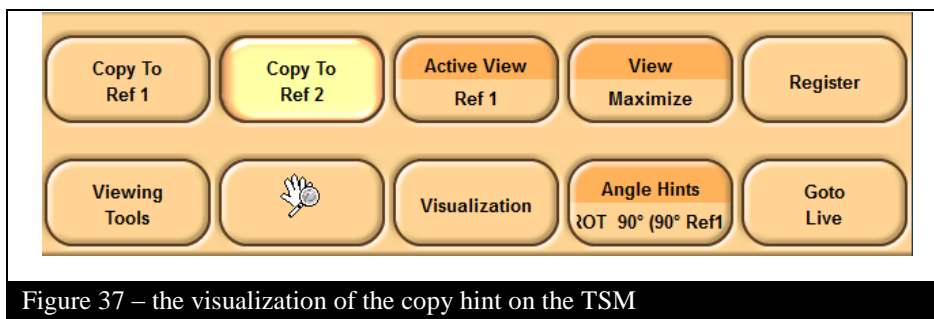 Copy To
Ref 1
Copy To
Ref 2
Active View
Ref 1
View
Maximize
Register
Viewing
Tools
Visualization
Angle Hints
ROT 90° (90° Ref1
Goto
Live
Figure 37 – the visualization of the copy hint on the TSM